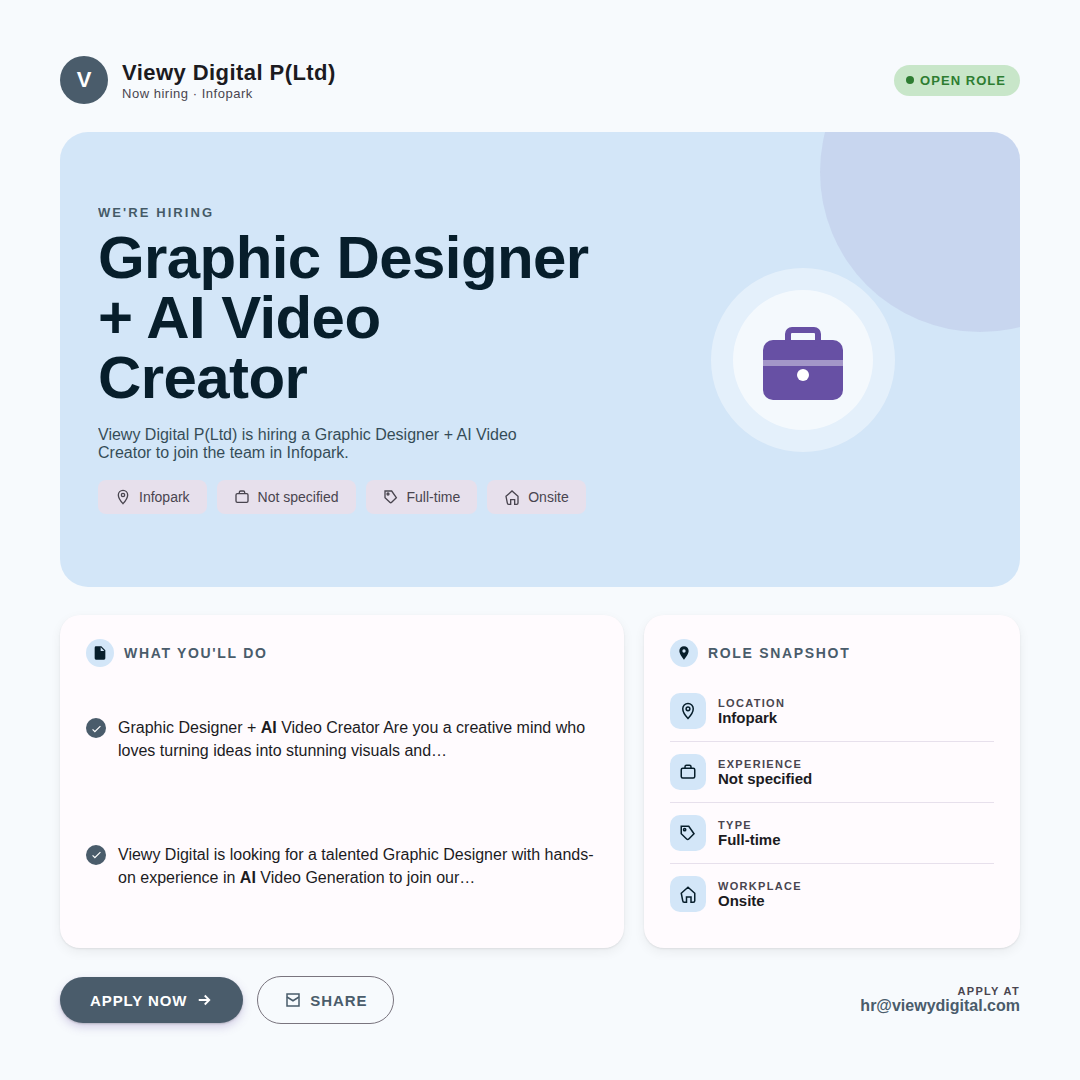 V
Viewy Digital P(Ltd)
Now hiring · Infopark
OPEN ROLE
WE'RE HIRING
Graphic Designer
+ AI Video
Creator
Viewy Digital P(Ltd) is hiring a Graphic Designer + AI Video
Creator to join the team in Infopark.
Infopark
Not specified
Full-time
Onsite
WHAT YOU'LL DO
Graphic Designer + AI Video Creator Are you a creative mind who
loves turning ideas into stunning visuals and…
Viewy Digital is looking for a talented Graphic Designer with hands-
on experience in AI Video Generation to join our…
ROLE SNAPSHOT
LOCATION
Infopark
EXPERIENCE
Not specified
TYPE
Full-time
WORKPLACE
Onsite
APPLY NOW
SHARE
APPLY AT
hr@viewydigital.com